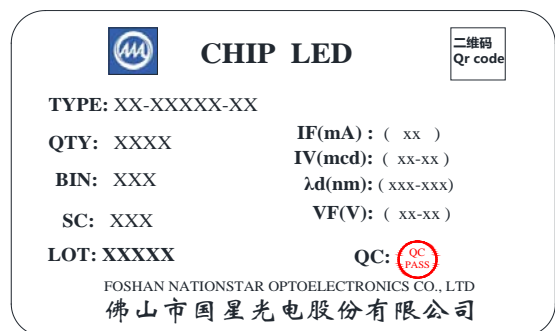 CHIP LED
二维码
Qr code
TYPE: XX-XXXXX-XX
QTY: XXXX
IF(mA) : ( xx )
IV(mcd): ( xx-xx )
BIN: XXX
λd(nm): ( xxx-xxx)
SC: XXX
VF(V): ( xx-xx )
LOT: XXXXX
QC:
QC
PASS
FOSHAN NATIONSTAR OPTOELECTRONICS CO., LTD
佛山市国星光电股份有限公司